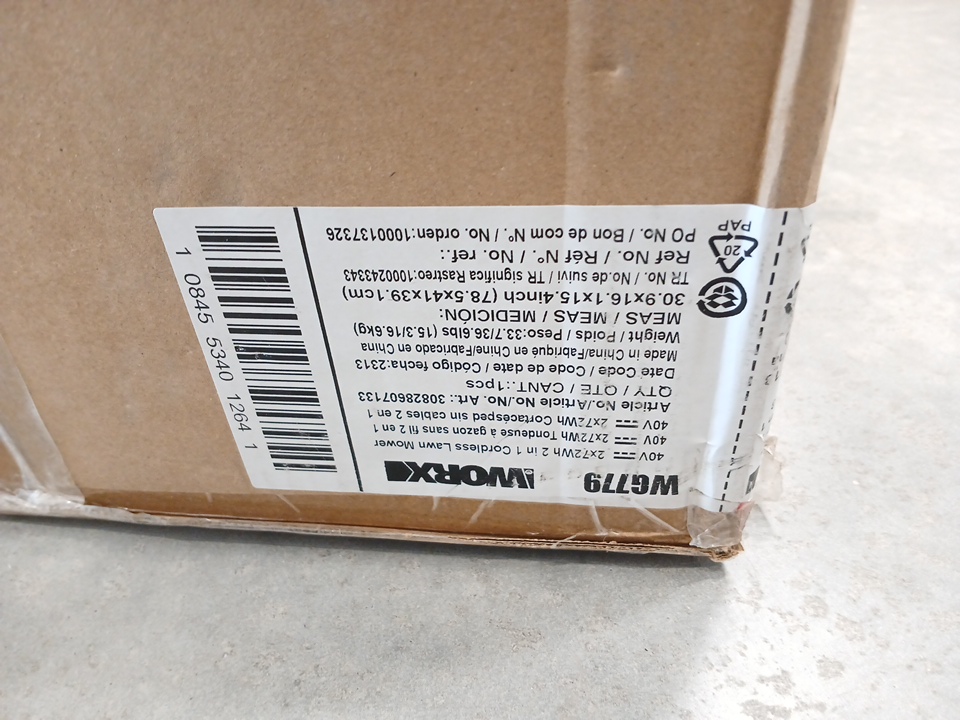 WG779 WORX
40V 2x72Wh 2 in 1 Cordless Lawn Mower
40V 2x72Wh Tondeuse à gazon sans fil 2 en 1
40V 2x72Wh Cortacesped sin cables 2 en 1
Article No./Article No./No. Art.: 30822607133
QTY / QTE / CANT.:1pcs
Date Code / Code de date / Código fecha:2313
Made in China/Fabriqué en Chine/Fabricado en China
Weight / Poids / Peso:33.7/36.6lbs (15.3/16.6kg)
MEAS / MEAS / MEDICIÓN:
30.9x16.1x15.4inch (78.5x41x39.1cm)
TR No. / No.de suivi / TR significa Rastreo:1000243343
Ref No. / Réf N°. / No. ref.:
PO No. / Bon de com N°. / No. orden:1000137326
20
PAP
1 0845 5340 1264 1